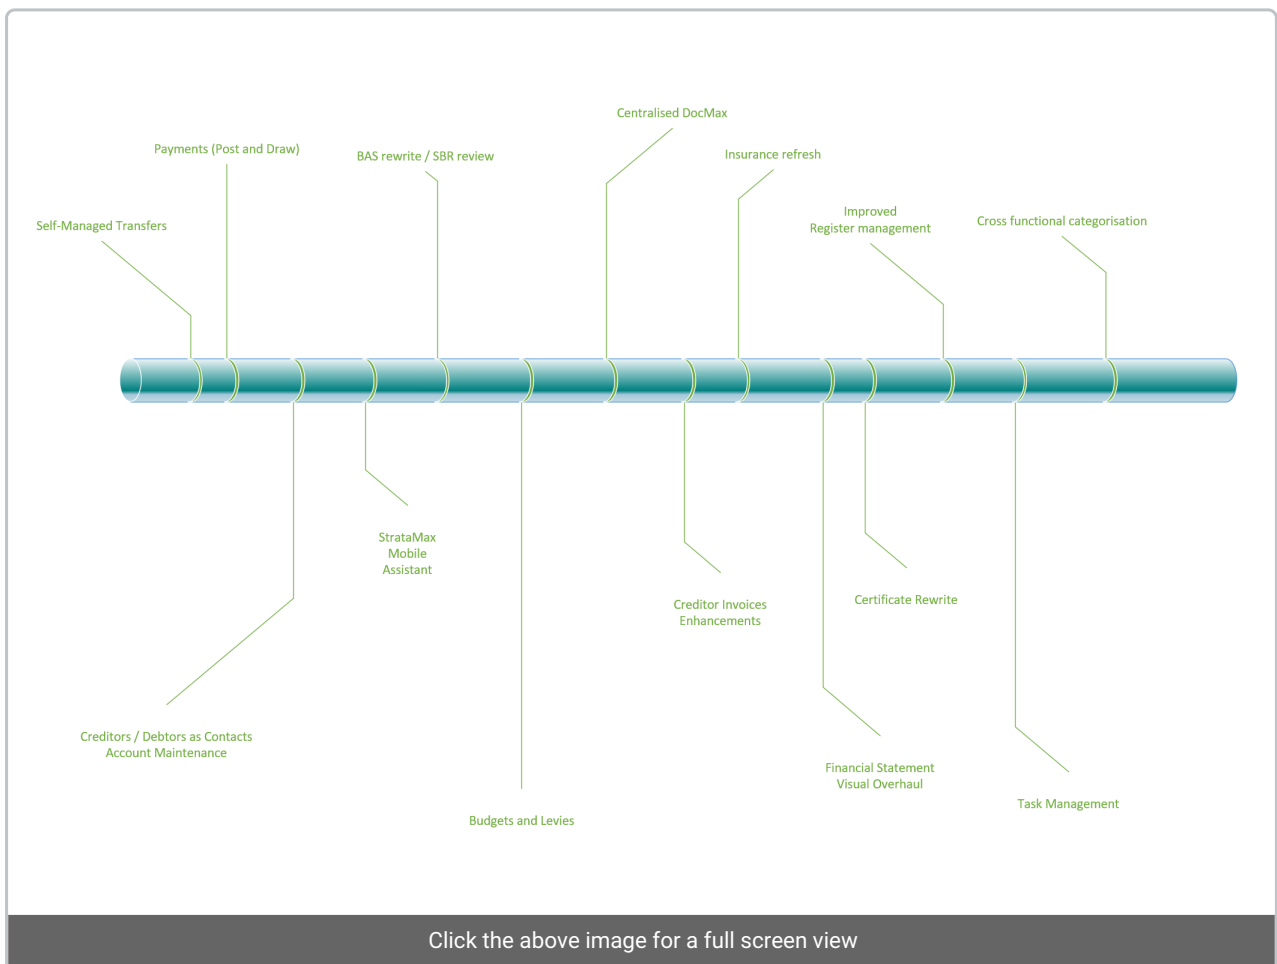 Centralised DocMax
Payments (Post and Draw)
BAS rewrite / SBR review
Insurance refresh
Self-Managed Transfers
Improved
Register management
Cross functional categorisation
StrataMax
Mobile
Assistant
Creditor Invoices
Enhancements
Certificate Rewrite
Creditors / Debtors as Contacts
Account Maintenance
Financial Statement
Visual Overhaul
Task Management
Budgets and Levies
Click the above image for a full screen view